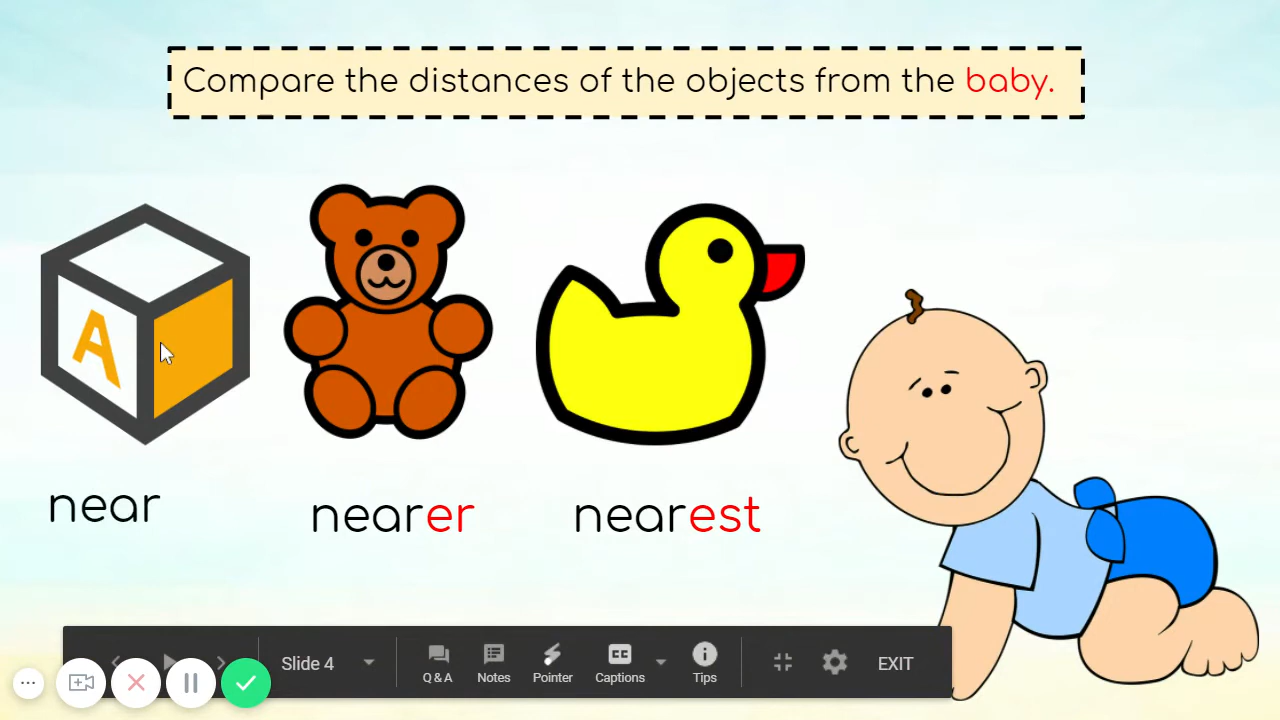 Compare the distances of the objects from the baby.
A
near
nearer
nearest
Slide 4
Q & A
Notes
Pointer
CC
Captions
Tips
EXIT